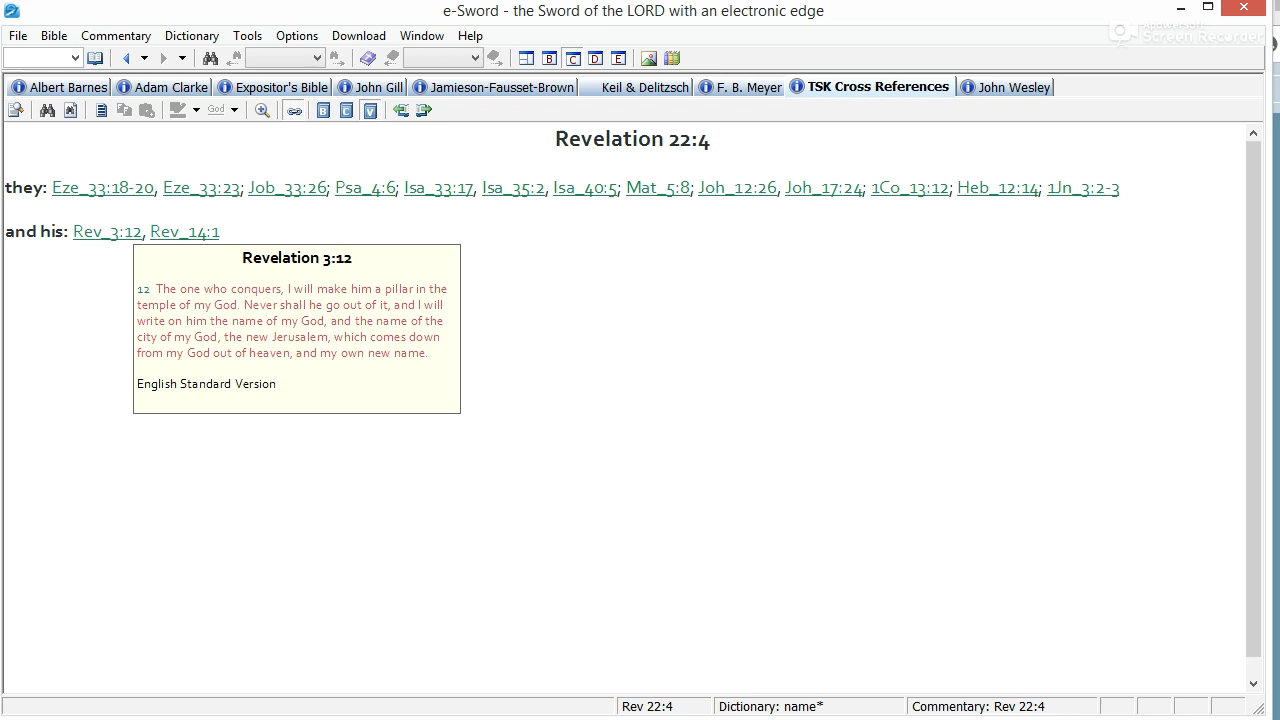 e-Sword - the Sword of the LORD with an electronic edge
File Bible Commentary Dictionary Tools Options Download Window Help
Apowersoft
Screen Recorder
B C D E
Albert Barnes Adam Clarke Expositor's Bible John Gill Jamieson-Fausset-Brown Keil & Delitzsch F. B. Meyer TSK Cross References John Wesley
God B C V
Revelation 22:4
they: Eze_33:18-20, Eze_33:23; Job_33:26; Psa_4:6; Isa_33:17, Isa_35:2, Isa_40:5; Mat_5:8; Joh_12:26, Joh_17:24; 1Co_13:12; Heb_12:14; 1Jn_3:2-3
and his: Rev_3:12, Rev_14:1
Revelation 3:12
12 The one who conquers, I will make him a pillar in the
temple of my God. Never shall he go out of it, and I will
write on him the name of my God, and the name of the
city of my God, the new Jerusalem, which comes down
from my God out of heaven, and my own new name.
English Standard Version
Rev 22:4 Dictionary: name* Commentary: Rev 22:4